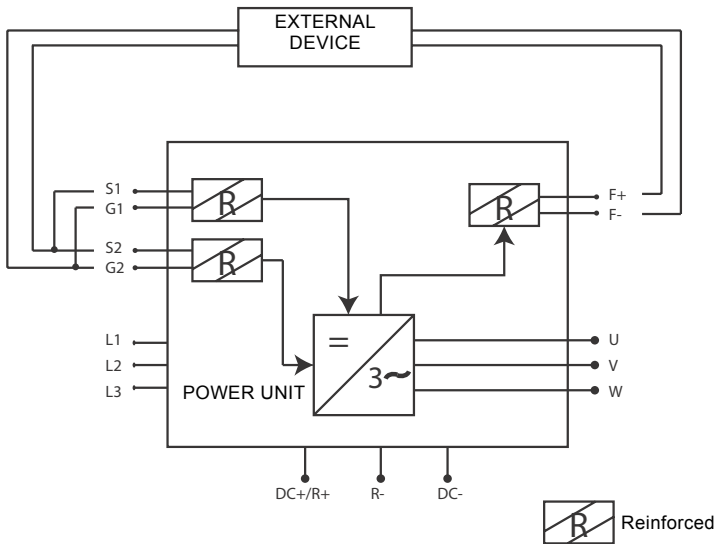 EXTERNAL
DEVICE
S1
G1
S2
G2
R
R
R
F+
F-
L1
L2
L3
POWER UNIT
=
3~
U
V
W
DC+/R+
R-
DC-
R
Reinforced